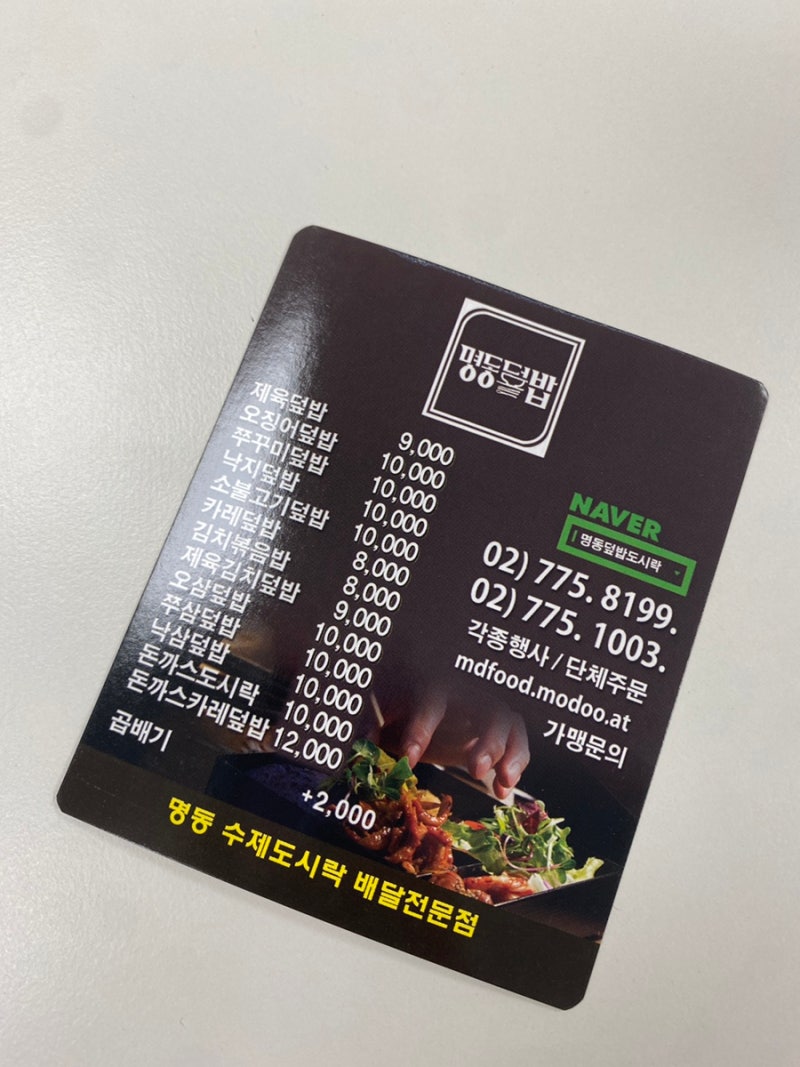 명동덮밥
제육덮밥 9,000
오징어덮밥 10,000
쭈꾸미덮밥 10,000
낙지덮밥 10,000
소불고기덮밥 10,000
카레덮밥 8,000
김치볶음밥 8,000
제육김치덮밥 9,000
오삼덮밥 10,000
쭈삼덮밥 10,000
낙삼덮밥 10,000
돈까스도시락 10,000
돈까스카레덮밥 12,000
곱배기 +2,000
NAVER
명동덮밥도시락
02) 775. 8199.
02) 775. 1003.
각종행사 / 단체주문
mdfood.modoo.at
가맹문의
명동 수제도시락 배달전문점